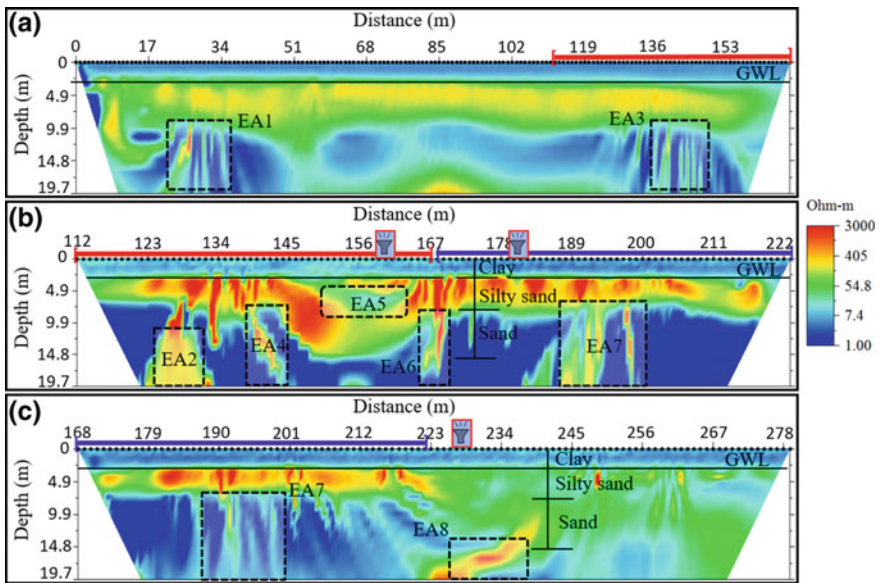 (a)
Distance (m)
0 17 34 51 68 85 102 119 136 153
GWL
Depth (m)
0
4.9
9.9
14.8
19.7
EA1
EA3
(b)
Distance (m)
112 123 134 145 156 167 178 189 200 211 222
Clay
GWL
Depth (m)
0
4.9
9.9
14.8
19.7
EA5
Silty sand
Sand
EA2
EA4
EA6
EA7
(c)
Distance (m)
168 179 190 201 212 223 234 245 256 267 278
Clay
GWL
Depth (m)
0
4.9
9.9
14.8
19.7
EA7
Silty sand
Sand
EA8
Ohm-m
3000
405
54.8
7.4
1.00